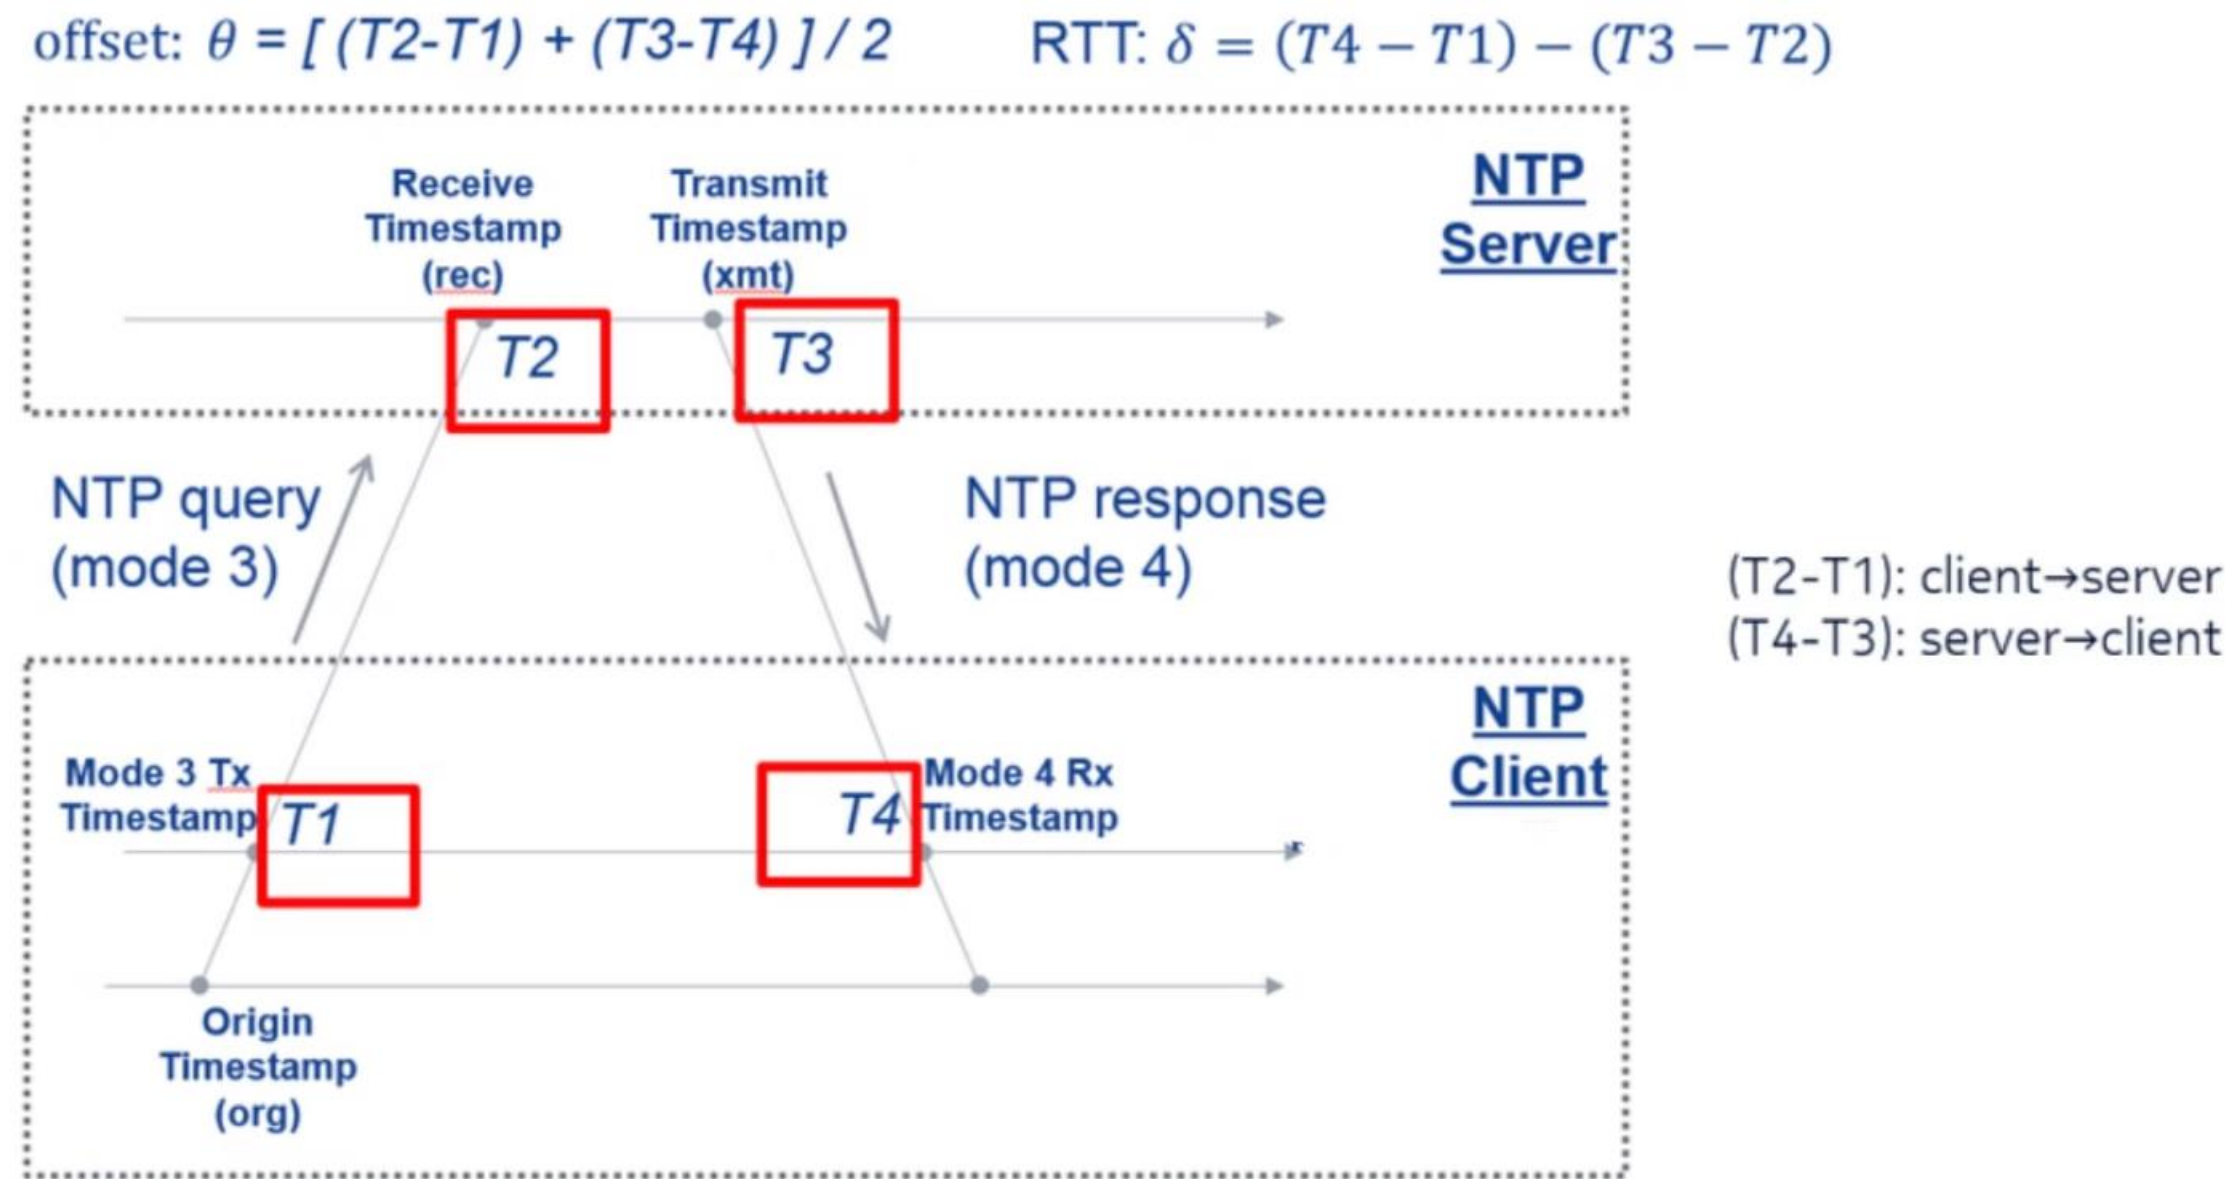 offset: θ = [ (T2-T1) + (T3-T4) ] / 2
RTT: δ = (T4 − T1) − (T3 − T2)
Receive
Timestamp
(rec)
Transmit
Timestamp
(xmt)
NTP
Server
T2
T3
NTP query
(mode 3)
NTP response
(mode 4)
(T2-T1): client→server
(T4-T3): server→client
NTP
Client
Mode 3 Tx
Timestamp
T1
T4
Mode 4 Rx
Timestamp
Origin
Timestamp
(org)